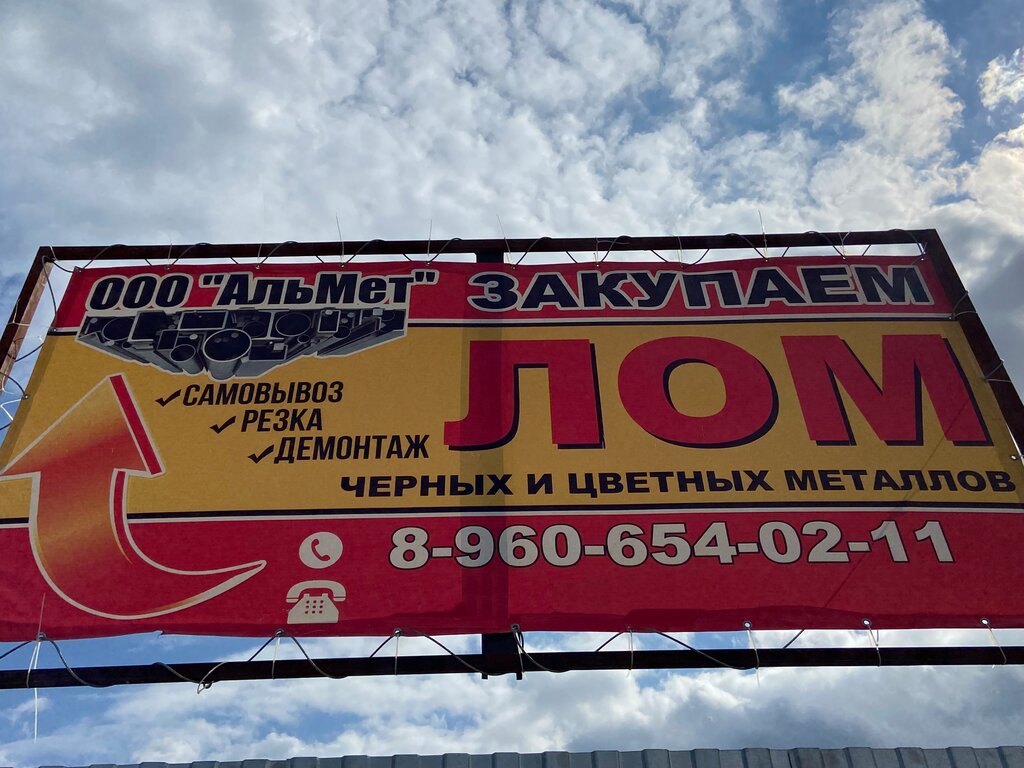 ООО "АльМет" ЗАКУПАЕМ
ЛОМ
САМОВЫВОЗ
РЕЗКА
ДЕМОНТАЖ
ЧЕРНЫХ И ЦВЕТНЫХ МЕТАЛЛОВ
8-960-654-02-11